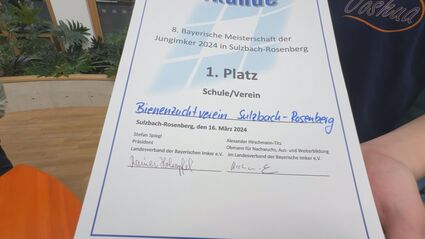 8. Bayerische Meisterschaft der
Jungimker 2024 in Sulzbach-Rosenberg
1. Platz
Schule/Verein
Bienenzuchtverein Sulzbach-Rosenberg
Sulzbach-Rosenberg, den 16. März 2024
Stefan Spiegl
Präsident
Landesverband der Bayerischen Imker e.V.
Alexander Hirschmann-Titz
Obmann für Nachwuchs, Aus- und Weiterbildung
im Landesverband der Bayerischen Imker e.V.
Joshua